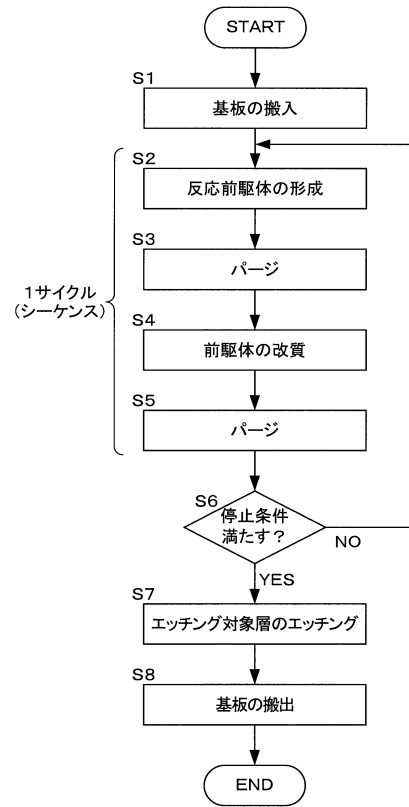 START
S1
基板の搬入
S2
反応前駆体の形成
S3
パージ
1サイクル
(シーケンス)
S4
前駆体の改質
S5
パージ
S6
停止条件
満たす?
NO
YES
S7
エッチング対象層のエッチング
S8
基板の搬出
END